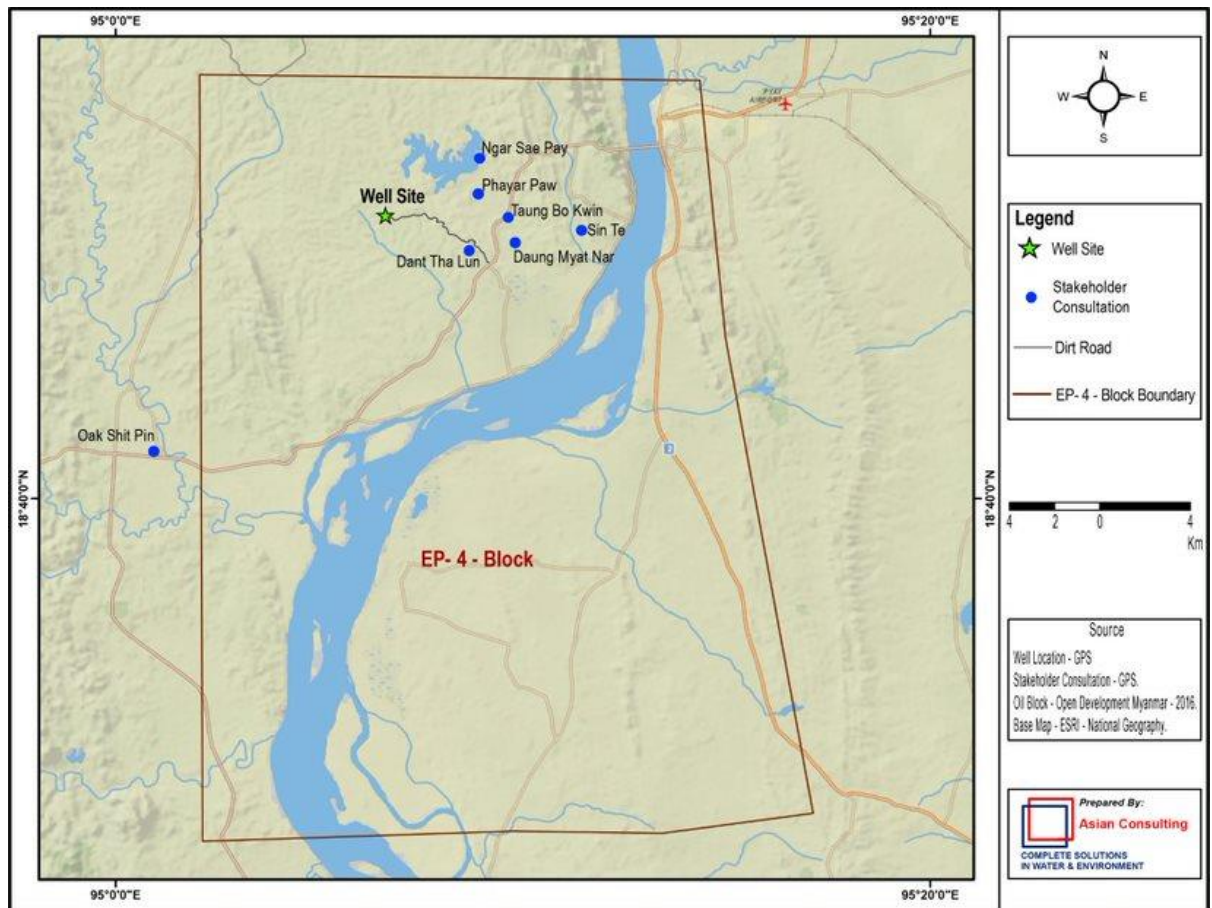 95°0'0"E
95°20'0"E
PYAY
AIRPORT
Ngar Sae Pay
Phayar Paw
Well Site
Taung Bo Kwin
Sin Te
Dant Tha Lun
Daung Myat Nar
Oak Shit Pin
2
18°40'0"N
18°40'0"N
EP- 4 - Block
95°0'0"E
95°20'0"E
N
W
E
S
Legend
Well Site
Stakeholder
Consultation
Dirt Road
EP- 4 - Block Boundary
4 2 0 4
Km
Source
Well Location - GPS
Stakeholder Consultation - GPS.
Oil Block - Open Development Myanmar - 2016.
Base Map - ESRI - National Geography.
Prepared By:
Asian Consulting
COMPLETE SOLUTIONS
IN WATER & ENVIRONMENT